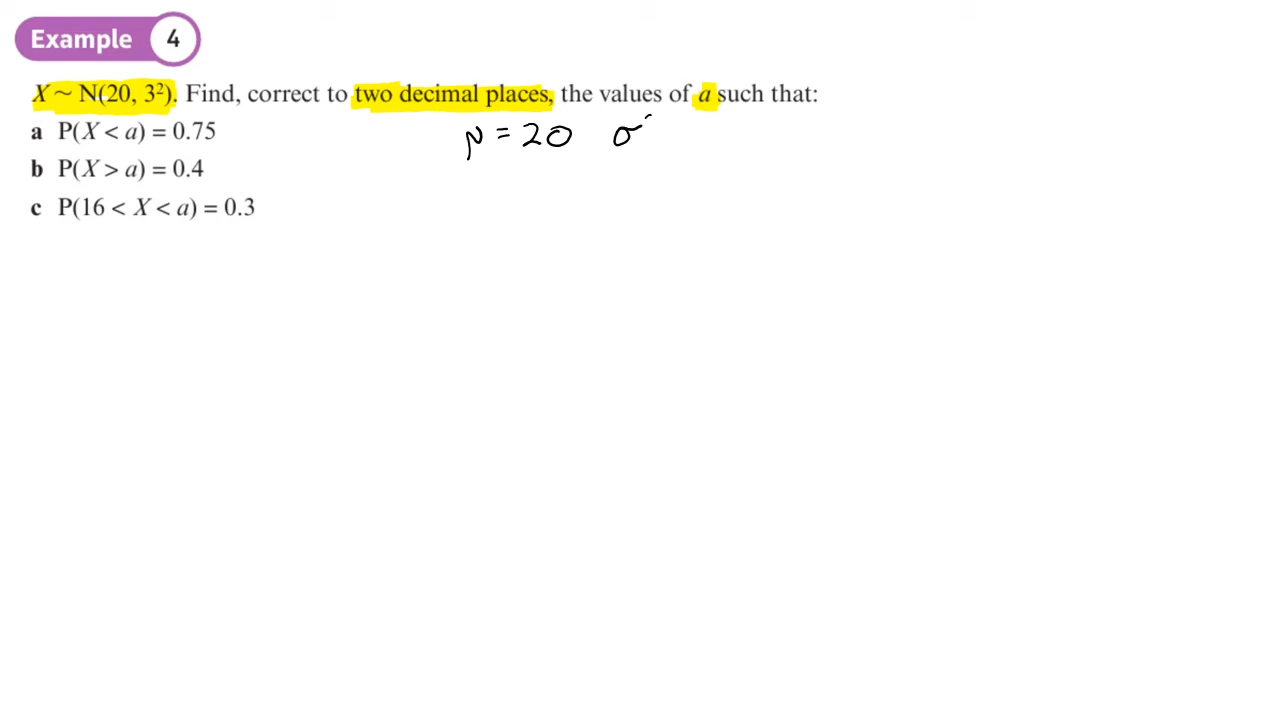 Example 4
X ~ N(20, 3²). Find, correct to two decimal places, the values of a such that:
a P(X < a) = 0.75
μ = 20 σ
b P(X > a) = 0.4
c P(16 < X < a) = 0.3